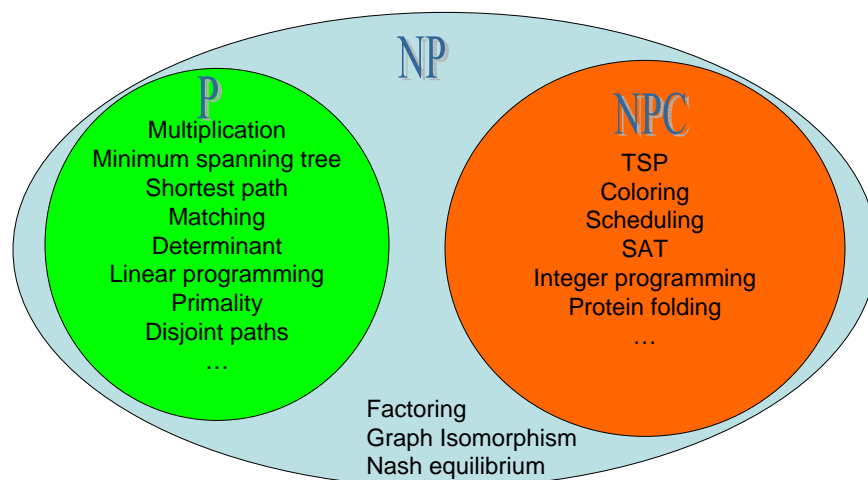 NP
P
Multiplication
Minimum spanning tree
Shortest path
Matching
Determinant
Linear programming
Primality
Disjoint paths
…
NPC
TSP
Coloring
Scheduling
SAT
Integer programming
Protein folding
…
Factoring
Graph Isomorphism
Nash equilibrium